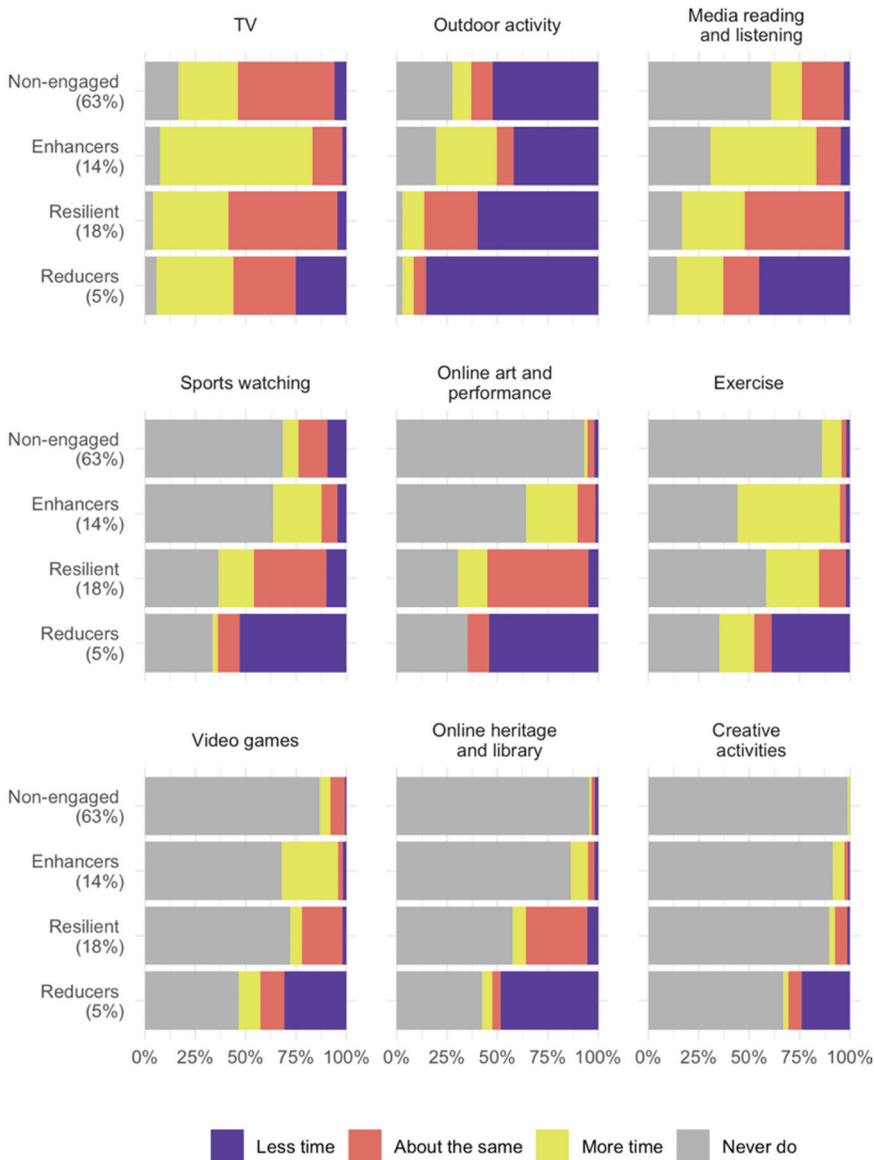 TV
Outdoor activity
Media reading
and listening
Non-engaged
(63%)
Enhancers
(14%)
Resilient
(18%)
Reducers
(5%)
Sports watching
Online art and
performance
Exercise
Non-engaged
(63%)
Enhancers
(14%)
Resilient
(18%)
Reducers
(5%)
Video games
Online heritage
and library
Creative
activities
Non-engaged
(63%)
Enhancers
(14%)
Resilient
(18%)
Reducers
(5%)
0% 25% 50% 75% 100%
0% 25% 50% 75% 100%
0% 25% 50% 75% 100%
Less time
About the same
More time
Never do